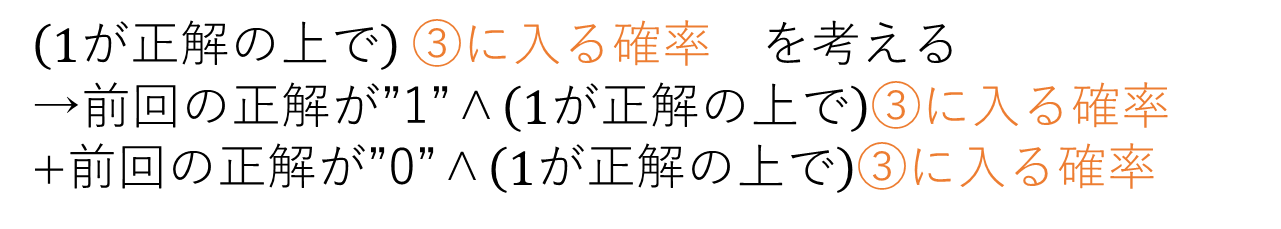 (1が正解の上で) ③に入る確率　を考える
→前回の正解が”1”∧(1が正解の上で)③に入る確率
+前回の正解が”0”∧(1が正解の上で)③に入る確率